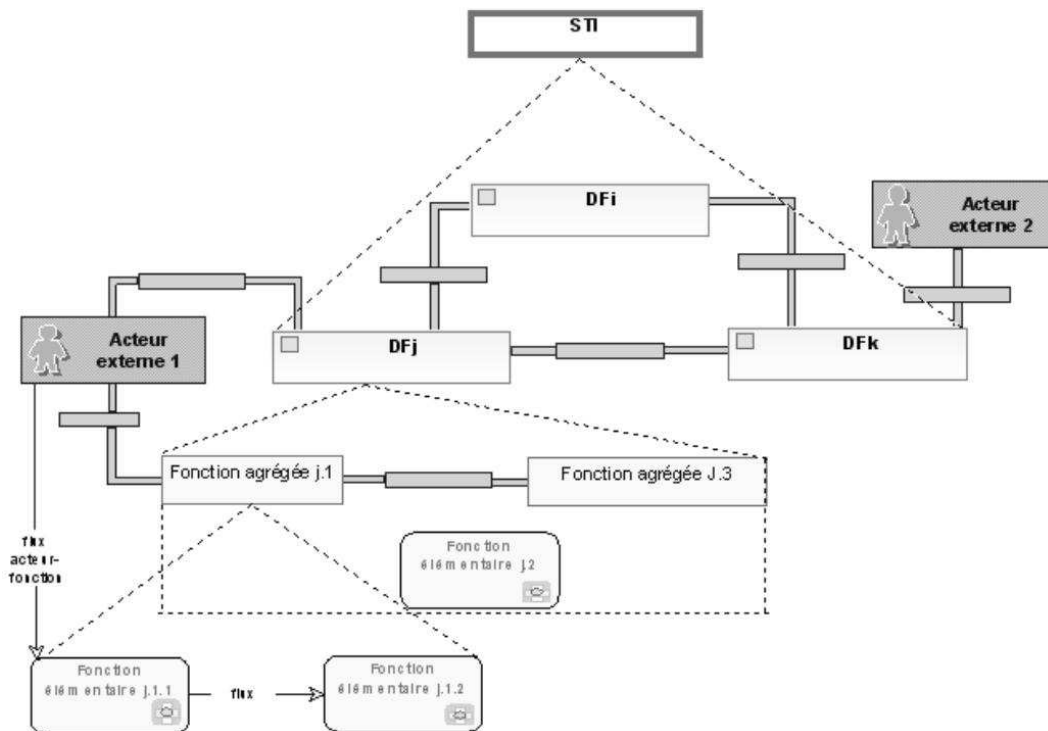 STI
DFi
Acteur
externe 2
Acteur
externe 1
DFj
DFk
Fonction agrégée j.1
Fonction agrégée J.3
flux
acteur-
fonction
Fonction
élémentaire j.2
Fonction
élémentaire j.1.1
flux
Fonction
élémentaire j.1.2